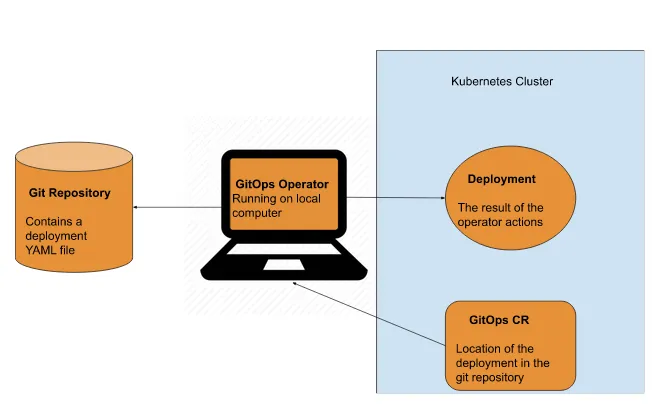 Kubernetes Cluster
Git Repository
Contains a
deployment
YAML file
GitOps Operator
Running on local
computer
Deployment
The result of the
operator actions
GitOps CR
Location of the
deployment in the
git repository